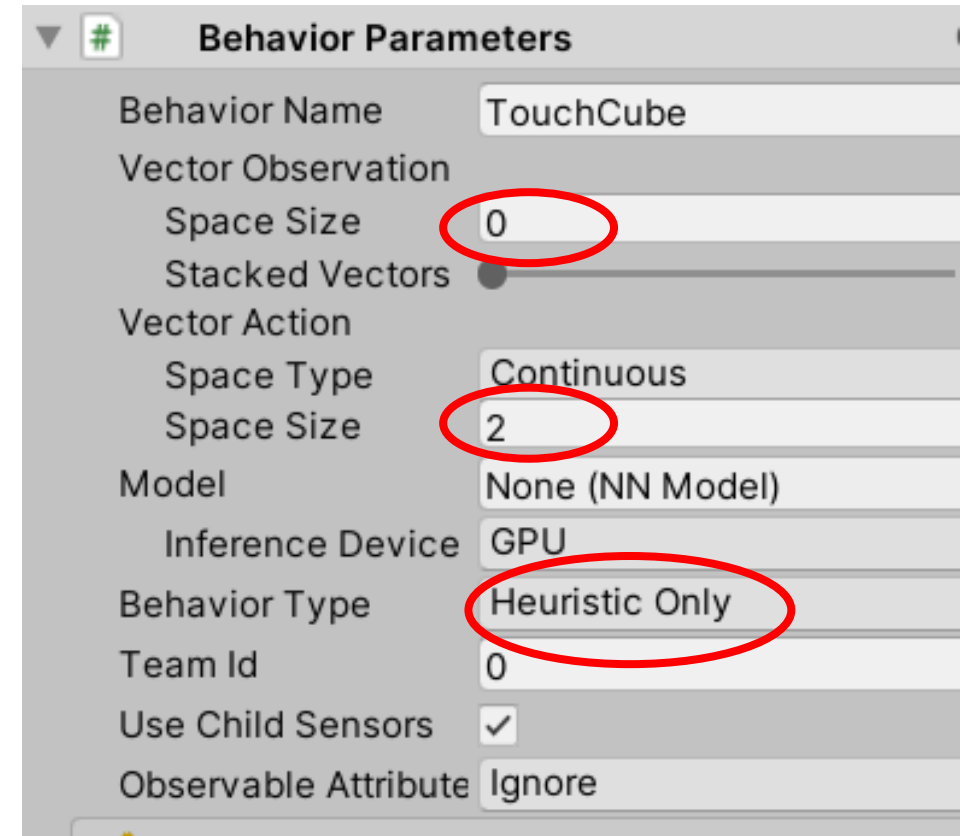 # Behavior Parameters
Behavior Name TouchCube
Vector Observation
Space Size 0
Stacked Vectors
Vector Action
Space Type Continuous
Space Size 2
Model None (NN Model)
Inference Device GPU
Behavior Type Heuristic Only
Team Id 0
Use Child Sensors
Observable Attribute Ignore